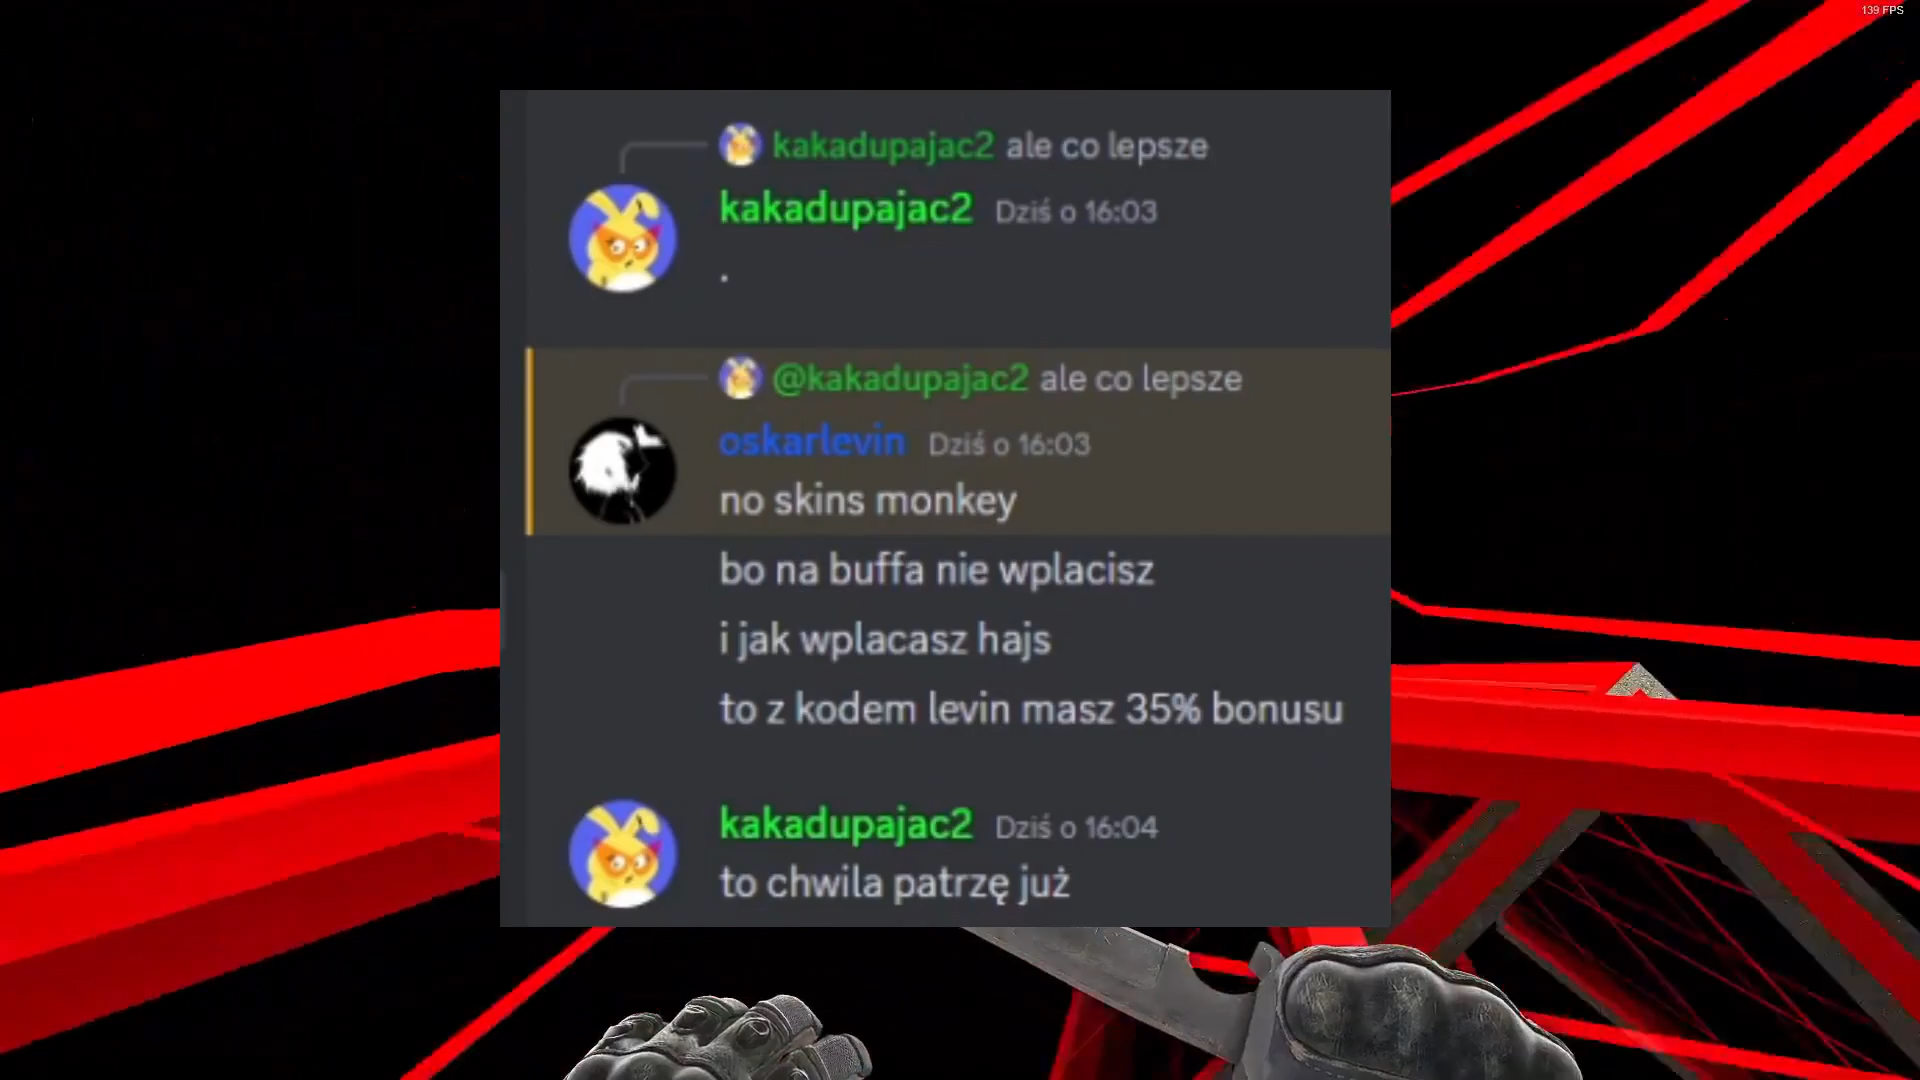 139 FPS
kakadupajac2 ale co lepsze
kakadupajac2 Dziś o 16:03
.
@kakadupajac2 ale co lepsze
oskarlevin Dziś o 16:03
no skins monkey
bo na buffa nie wplacisz
i jak wplacasz hajs
to z kodem levin masz 35% bonusu
kakadupajac2 Dziś o 16:04
to chwila patrzę już